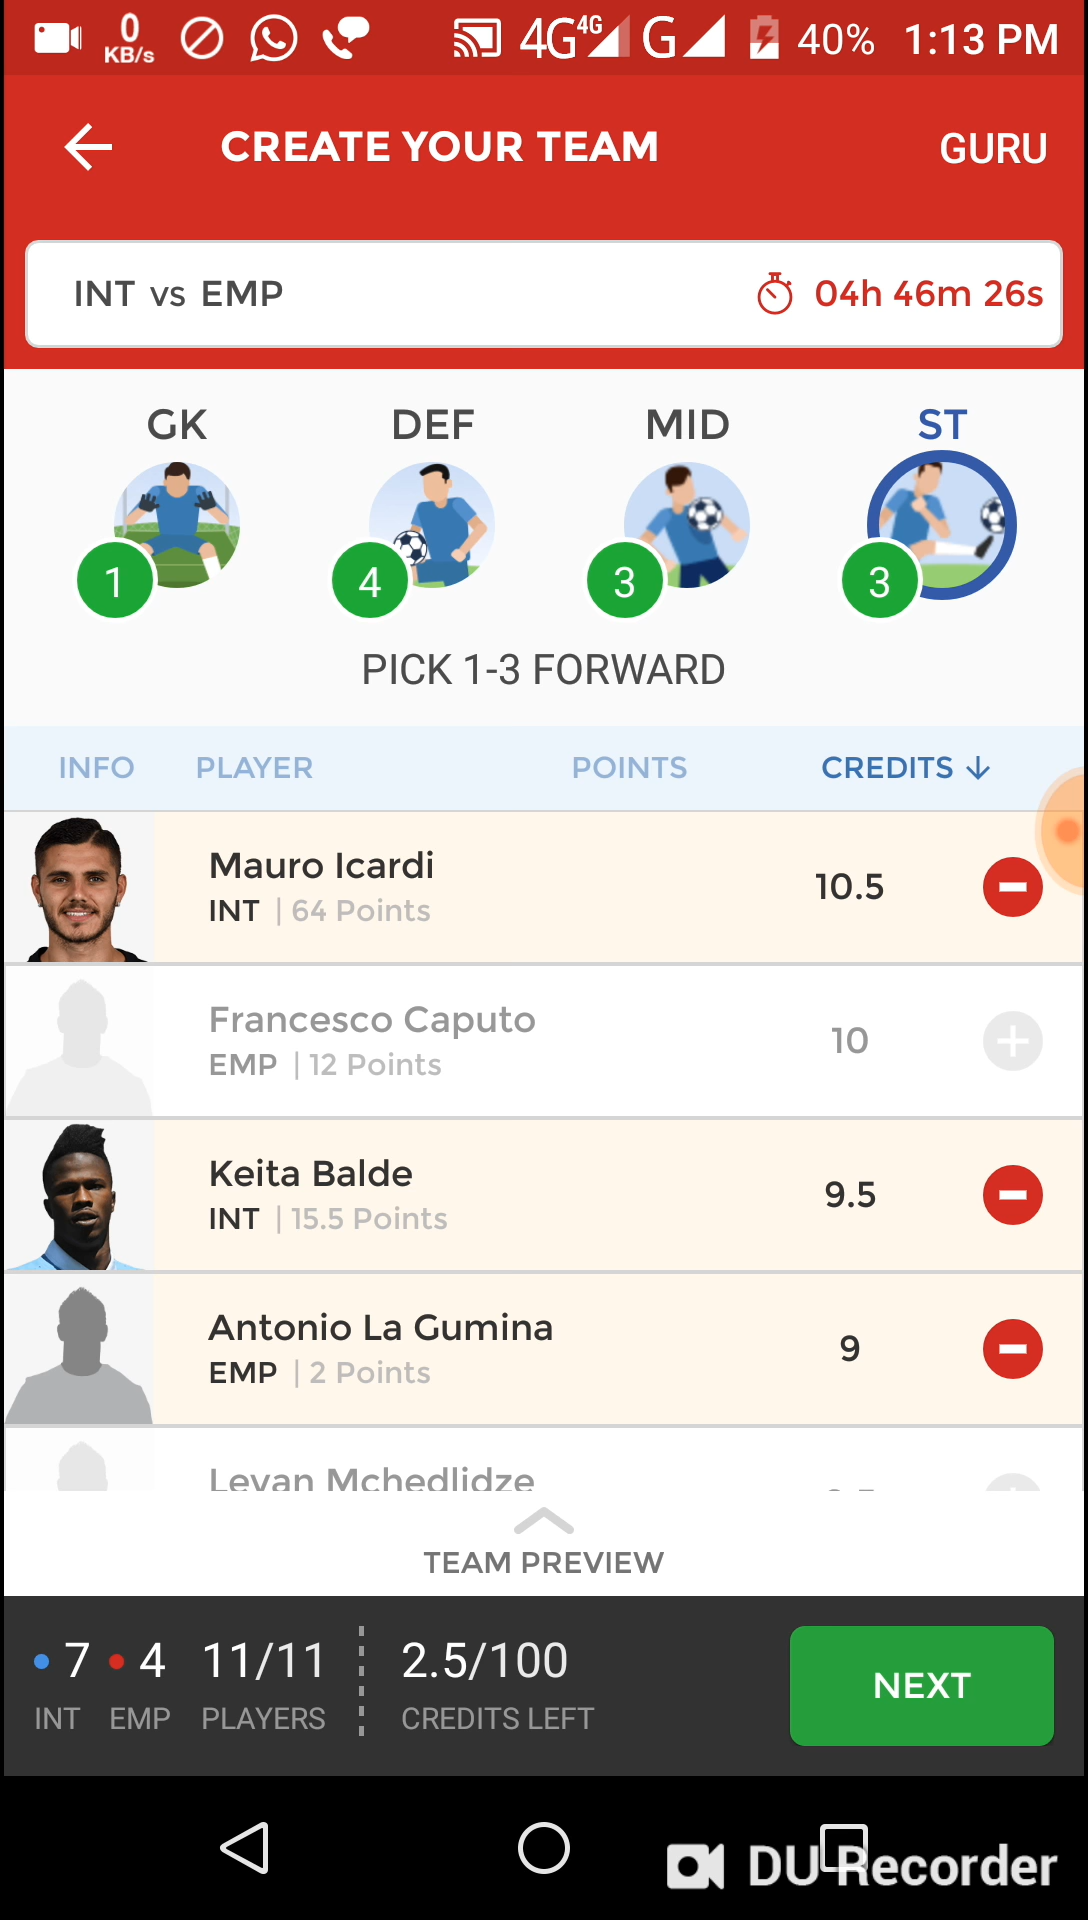 0 KB/s 4G 4G G 40% 1:13 PM
CREATE YOUR TEAM GURU
INT vs EMP 04h 46m 26s
GK DEF MID ST
1 4 3 3
PICK 1-3 FORWARD
INFO PLAYER POINTS CREDITS ↓
Mauro Icardi 10.5
INT | 64 Points
Francesco Caputo 10
EMP | 12 Points
Keita Balde 9.5
INT | 15.5 Points
Antonio La Gumina 9
EMP | 2 Points
Levan Mchedlidze
TEAM PREVIEW
7 4 11/11 2.5/100
INT EMP PLAYERS CREDITS LEFT
NEXT
DU Recorder